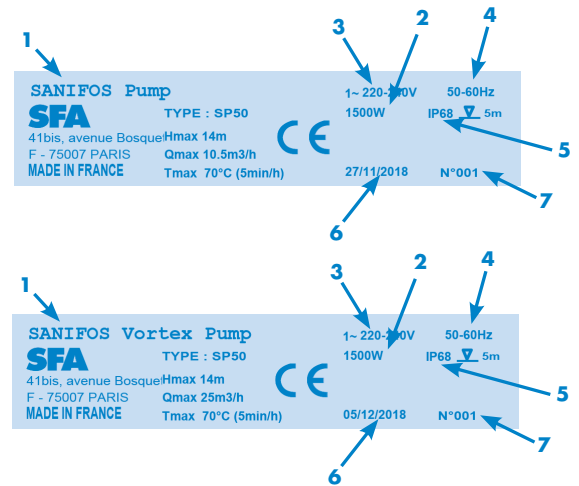 1
3
2
4
SANIFOS Pump
1~ 220-240V
50-60Hz
SFA
TYPE : SP50
1500W
IP68 5m
41bis, avenue Bosquet
Hmax 14m
F - 75007 PARIS
Qmax 10.5m3/h
CE
5
MADE IN FRANCE
Tmax 70°C (5min/h)
27/11/2018
N°001
6
7
1
3
2
4
SANIFOS Vortex Pump
1~ 220-240V
50-60Hz
SFA
TYPE : SP50
1500W
IP68 5m
41bis, avenue Bosquet
Hmax 14m
F - 75007 PARIS
Qmax 25m3/h
CE
5
MADE IN FRANCE
Tmax 70°C (5min/h)
05/12/2018
N°001
6
7